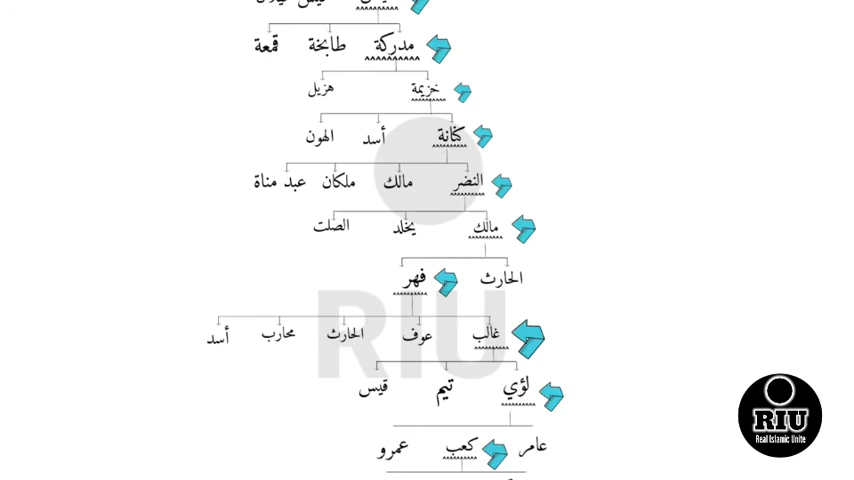 مدركة طابخة قمعة
خزيمة هزيل
كنانة أسد الهون
النضر مالك ملكان عبد مناة
مالك يخلد الصلت
الحارث فهر
غالب عوف الحارث محارب أسد
لؤي تيم قيس
عامر كعب عمرو
RIU
RIU
Real Islamic Unite